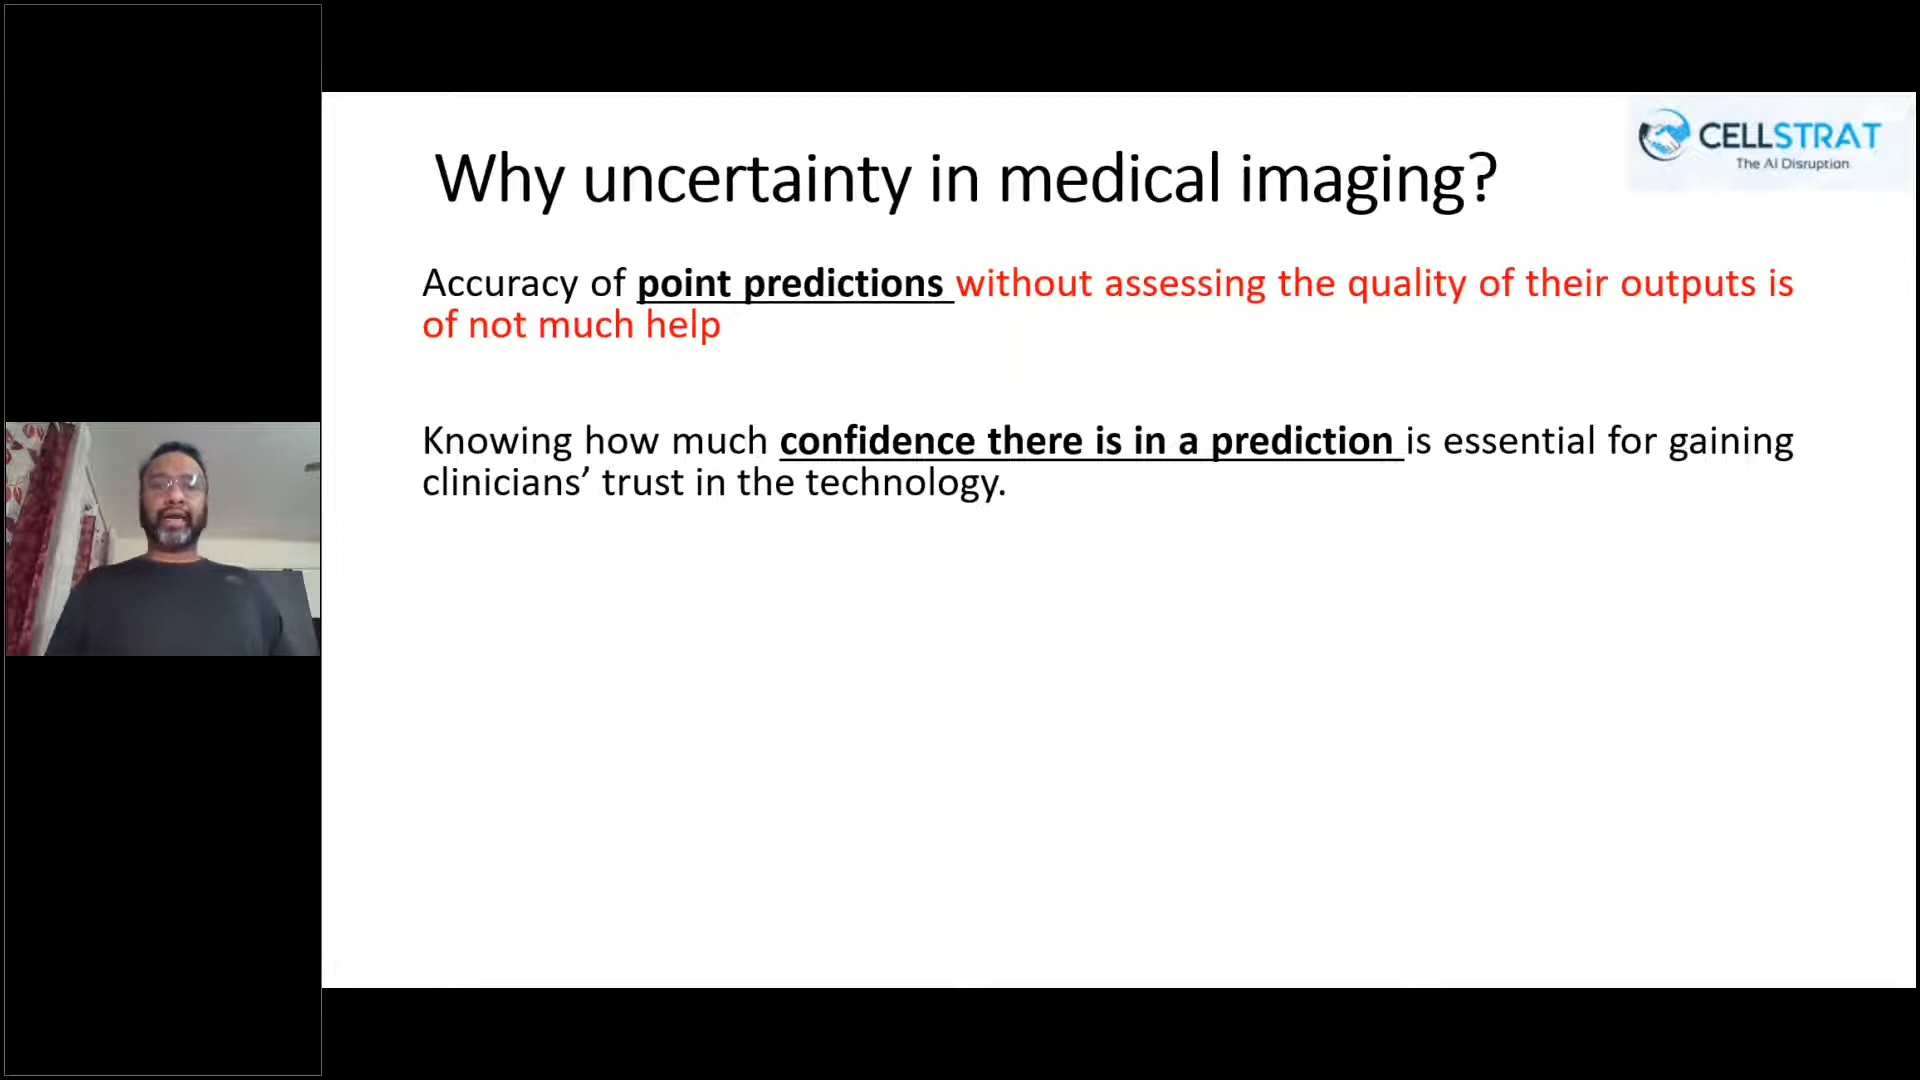 CELLSTRAT
The AI Disruption
Why uncertainty in medical imaging?
Accuracy of point predictions without assessing the quality of their outputs is
of not much help
Knowing how much confidence there is in a prediction is essential for gaining
clinicians’ trust in the technology.